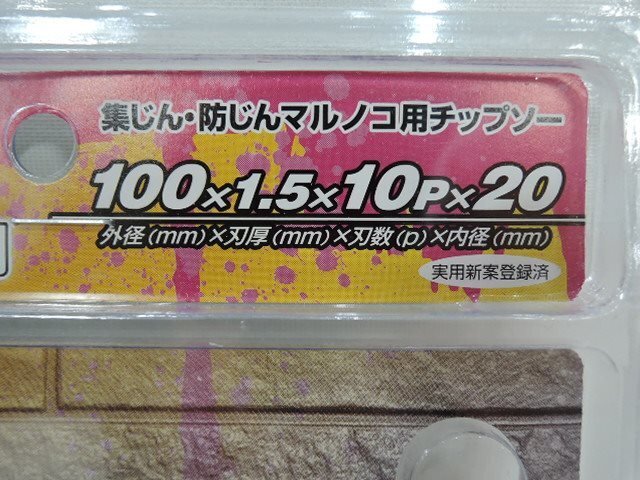 集じん・防じんマルノコ用チップソー
100×1.5×10P×20
外径(mm)×刃厚(mm)×刃数(p)×内径(mm)
実用新案登録済